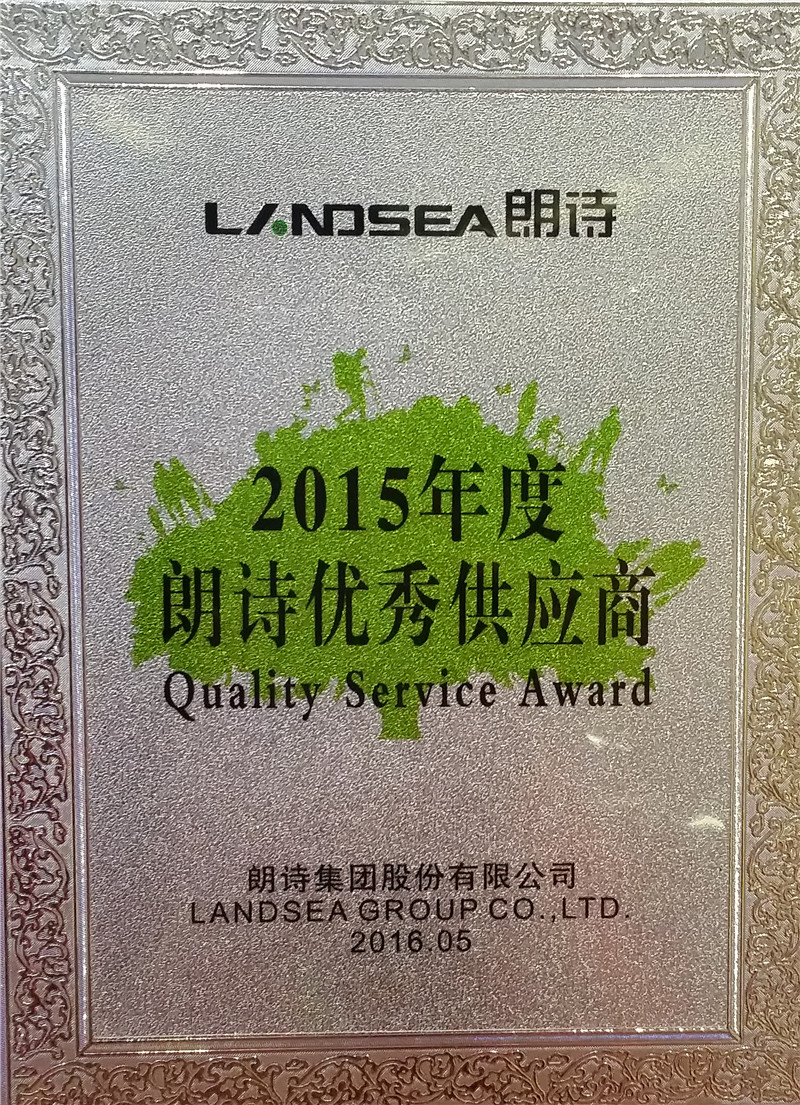 LANDSEA朗诗
2015年度
朗诗优秀供应商
Quality Service Award
朗诗集团股份有限公司
LANDSEA GROUP CO.,LTD.
2016.05